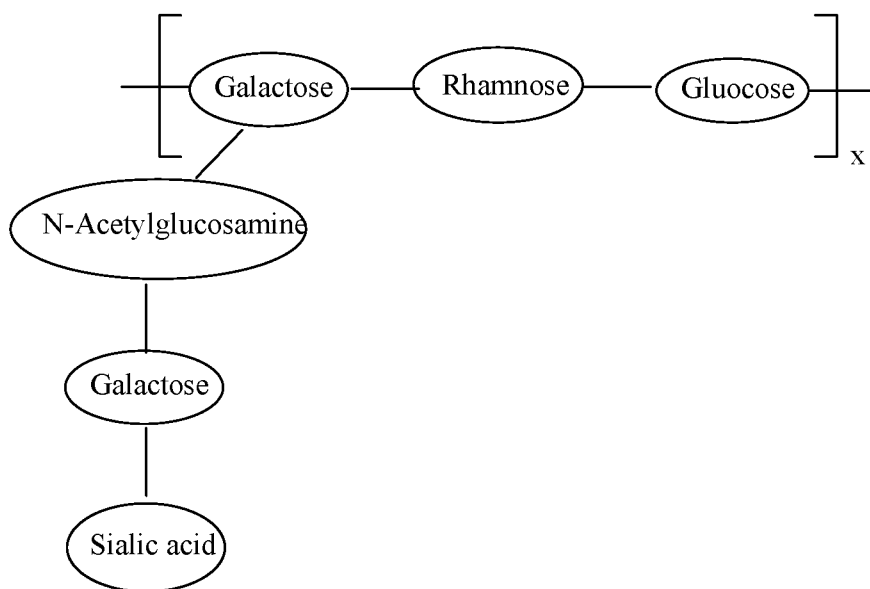 Galactose
Rhamnose
Gluocose
x
N-Acetylglucosamine
Galactose
Sialic acid